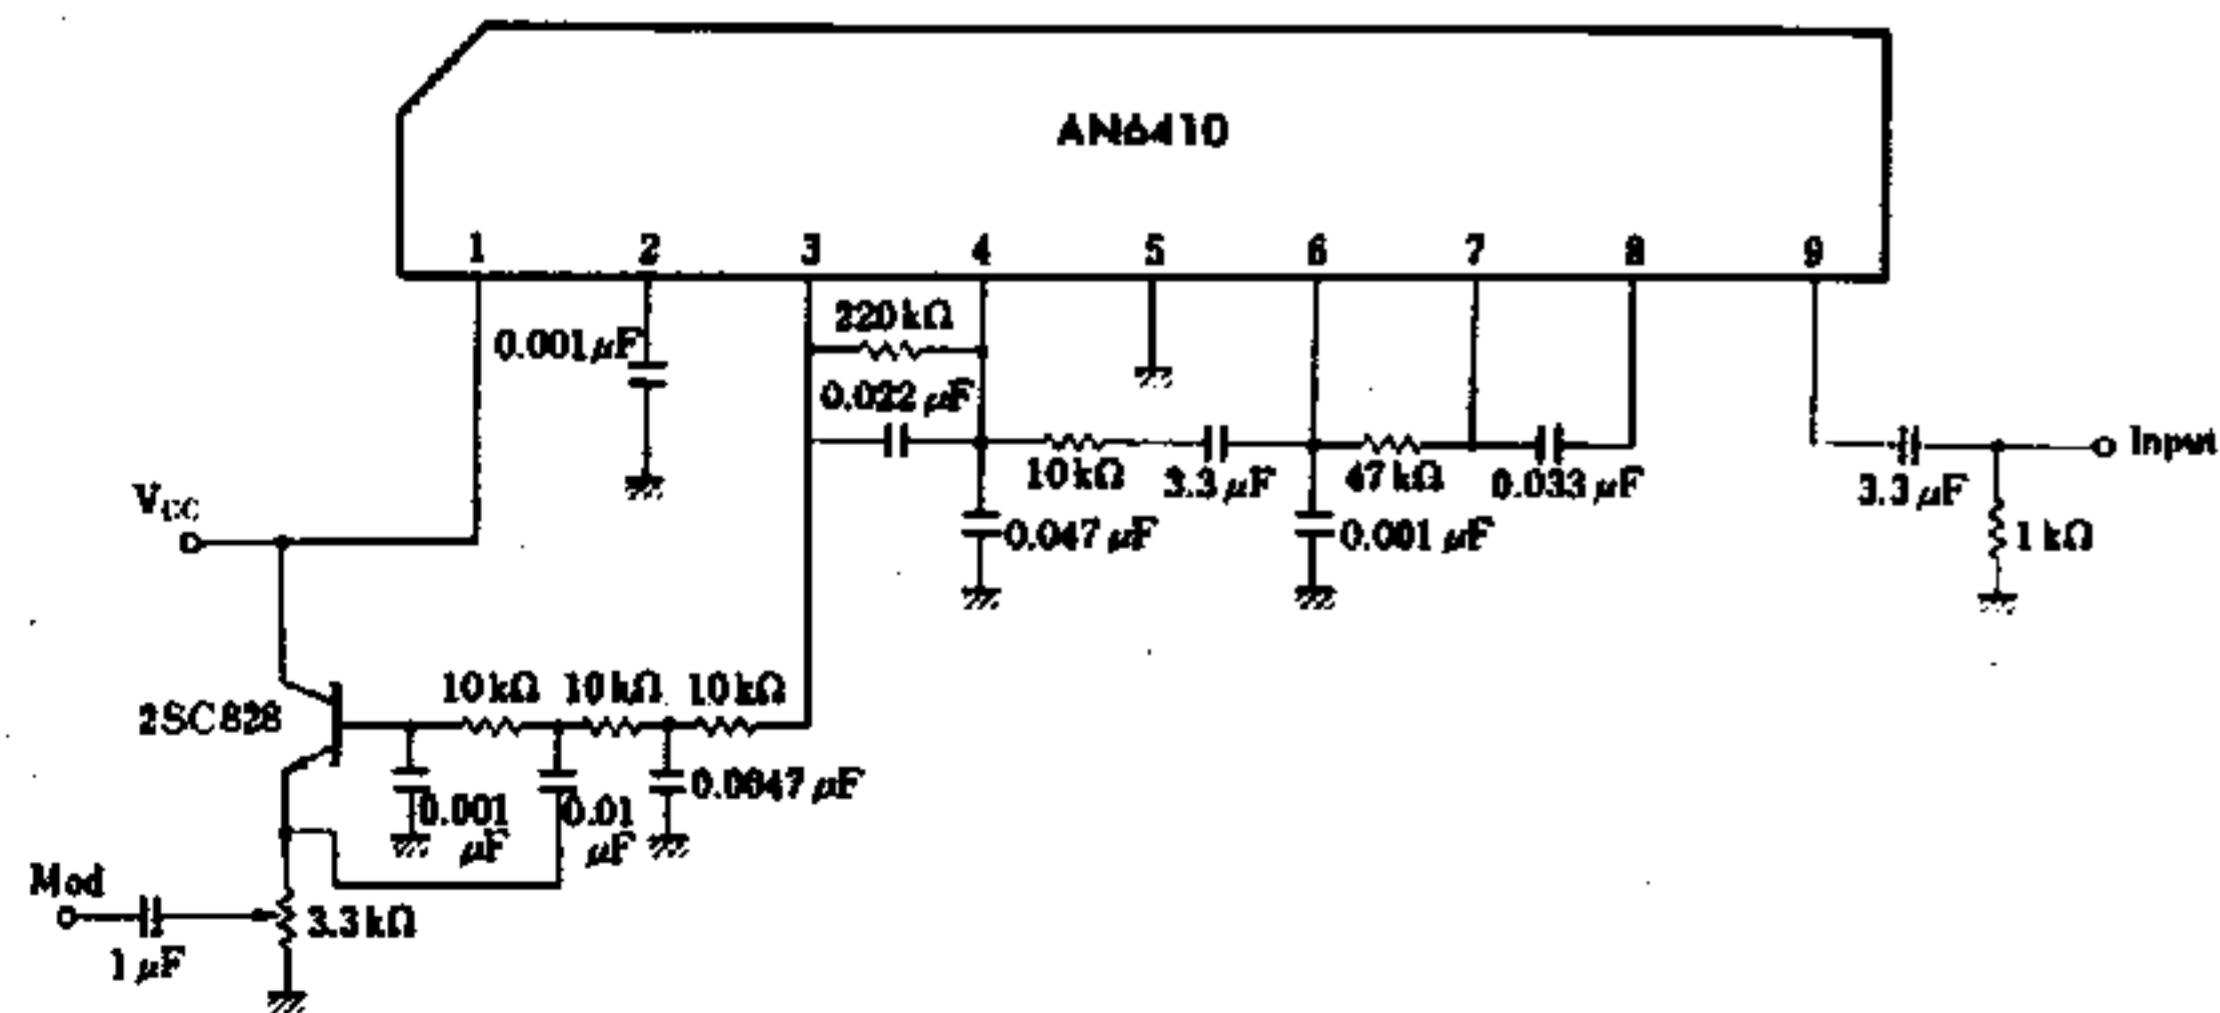 AN6410
1 2 3 4 5 6 7 8 9
220 kΩ
0.001 μF
0.022 μF
Input
10 kΩ 3.3 μF 47 kΩ 0.033 μF 3.3 μF
VCC
0.047 μF 0.001 μF 1 kΩ
10 kΩ 10 kΩ 10 kΩ
2SC828
0.0047 μF
0.001 0.01
μF μF
Mod
3.3 kΩ
1 μF